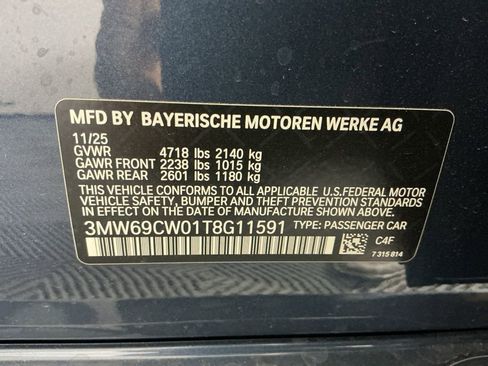 MFD BY BAYERISCHE MOTOREN WERKE AG
11/25
GVWR 4718 lbs 2140 kg
GAWR FRONT 2238 lbs 1015 kg
GAWR REAR 2601 lbs 1180 kg
THIS VEHICLE CONFORMS TO ALL APPLICABLE U.S.FEDERAL MOTOR
VEHICLE SAFETY, BUMPER AND THEFT PREVENTION STANDARDS IN
EFFECT ON THE DATE OF MANUFACTURE SHOWN ABOVE.
3MW69CW01T8G11591 TYPE: PASSENGER CAR
C4F
7 315 814